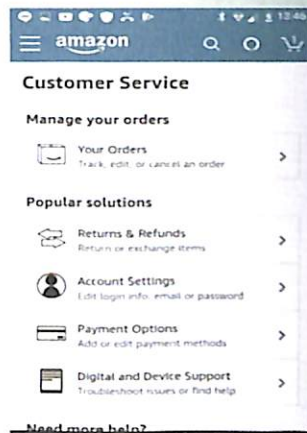 amazon
Customer Service
Manage your orders
Your Orders
Track, edit, or cancel an order
Popular solutions
Returns & Refunds
Return or exchange items
Account Settings
Edit login info, email or password
Payment Options
Add or edit payment methods
Digital and Device Support
Troubleshoot issues or find help
Need more help?